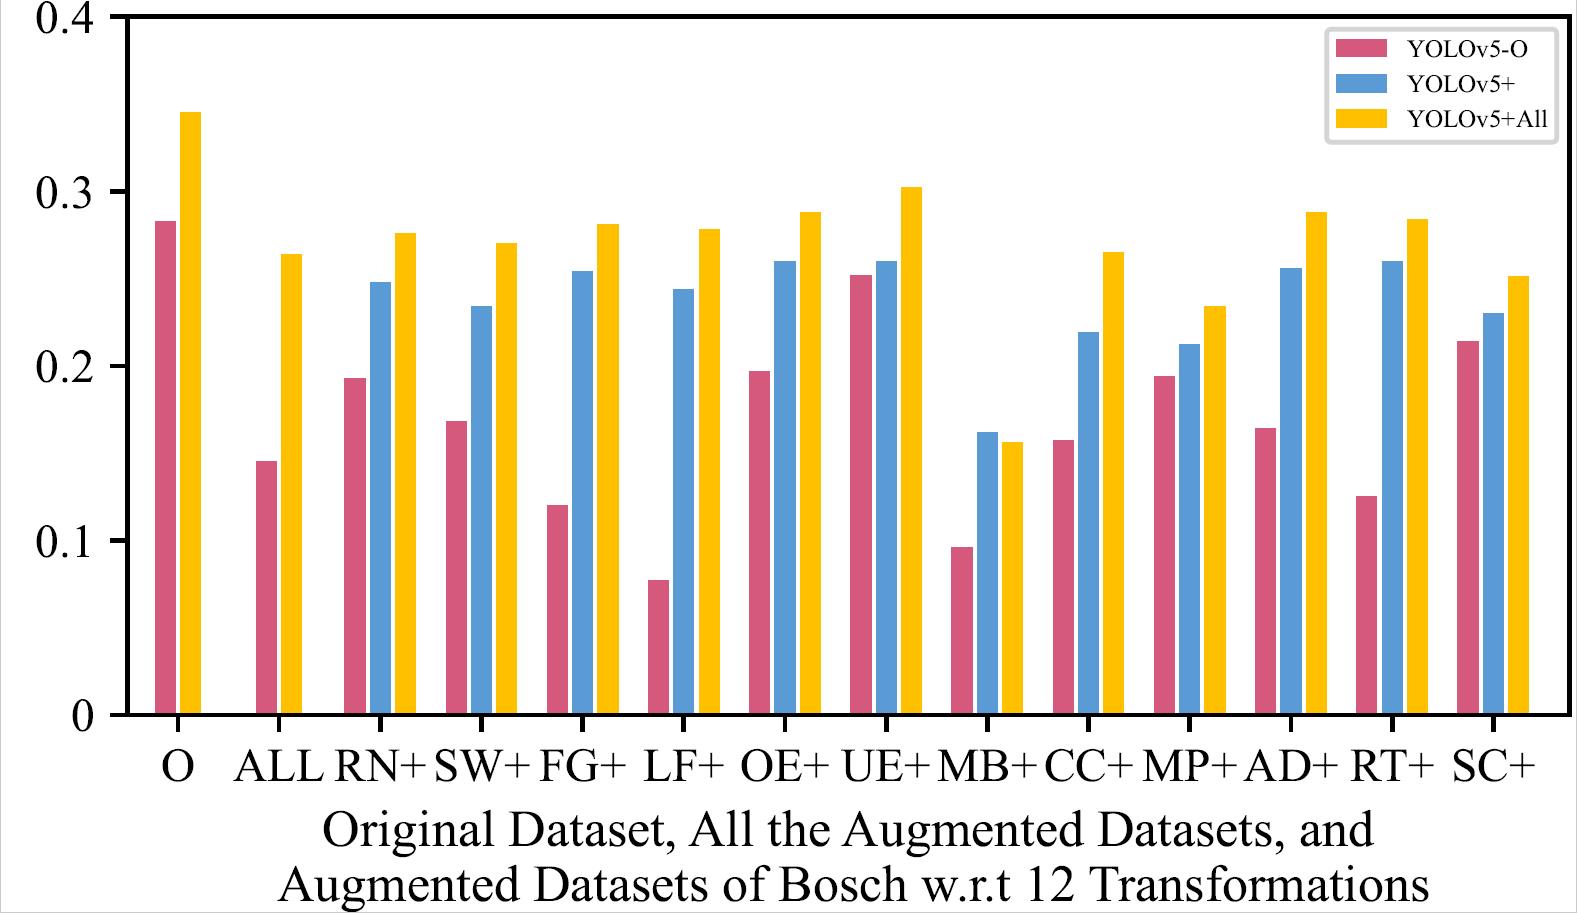 0.4
0.3
0.2
0.1
0
YOLOv5-O
YOLOv5+
YOLOv5+All
O ALL RN+ SW+ FG+ LF+ OE+ UE+ MB+ CC+ MP+ AD+ RT+ SC+
Original Dataset, All the Augmented Datasets, and
Augmented Datasets of Bosch w.r.t 12 Transformations